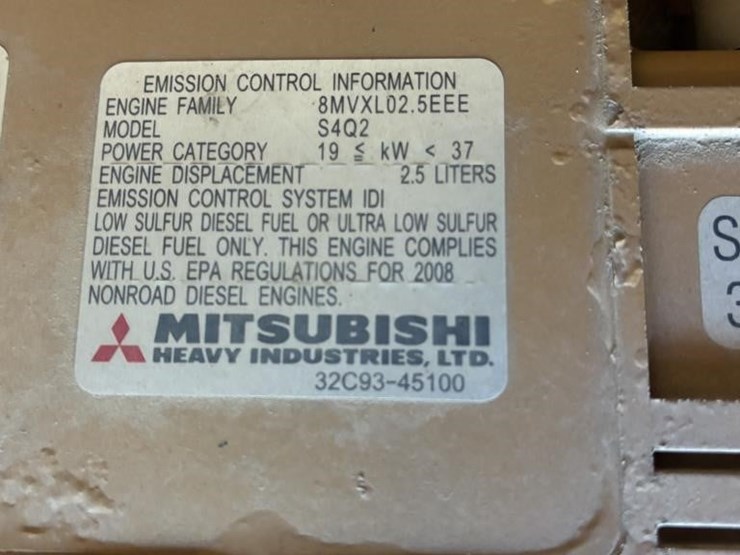 EMISSION CONTROL INFORMATION
ENGINE FAMILY 8MVXL02.5EEE
MODEL S4Q2
POWER CATEGORY 19 ≦ kW < 37
ENGINE DISPLACEMENT 2.5 LITERS
EMISSION CONTROL SYSTEM IDI
LOW SULFUR DIESEL FUEL OR ULTRA LOW SULFUR
DIESEL FUEL ONLY. THIS ENGINE COMPLIES
WITH U.S. EPA REGULATIONS FOR 2008
NONROAD DIESEL ENGINES.
MITSUBISHI
HEAVY INDUSTRIES, LTD.
32C93-45100
S
3